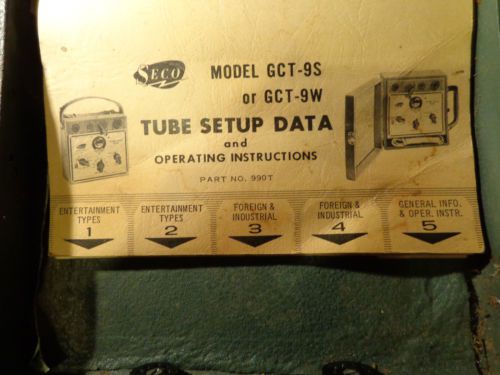 SECO
MODEL GCT-9S
or GCT-9W
TUBE SETUP DATA
and
OPERATING INSTRUCTIONS
PART NO. 990T
ENTERTAINMENT
TYPES
1
ENTERTAINMENT
TYPES
2
FOREIGN &
INDUSTRIAL
3
FOREIGN &
INDUSTRIAL
4
GENERAL INFO.
& OPER. INSTR.
5